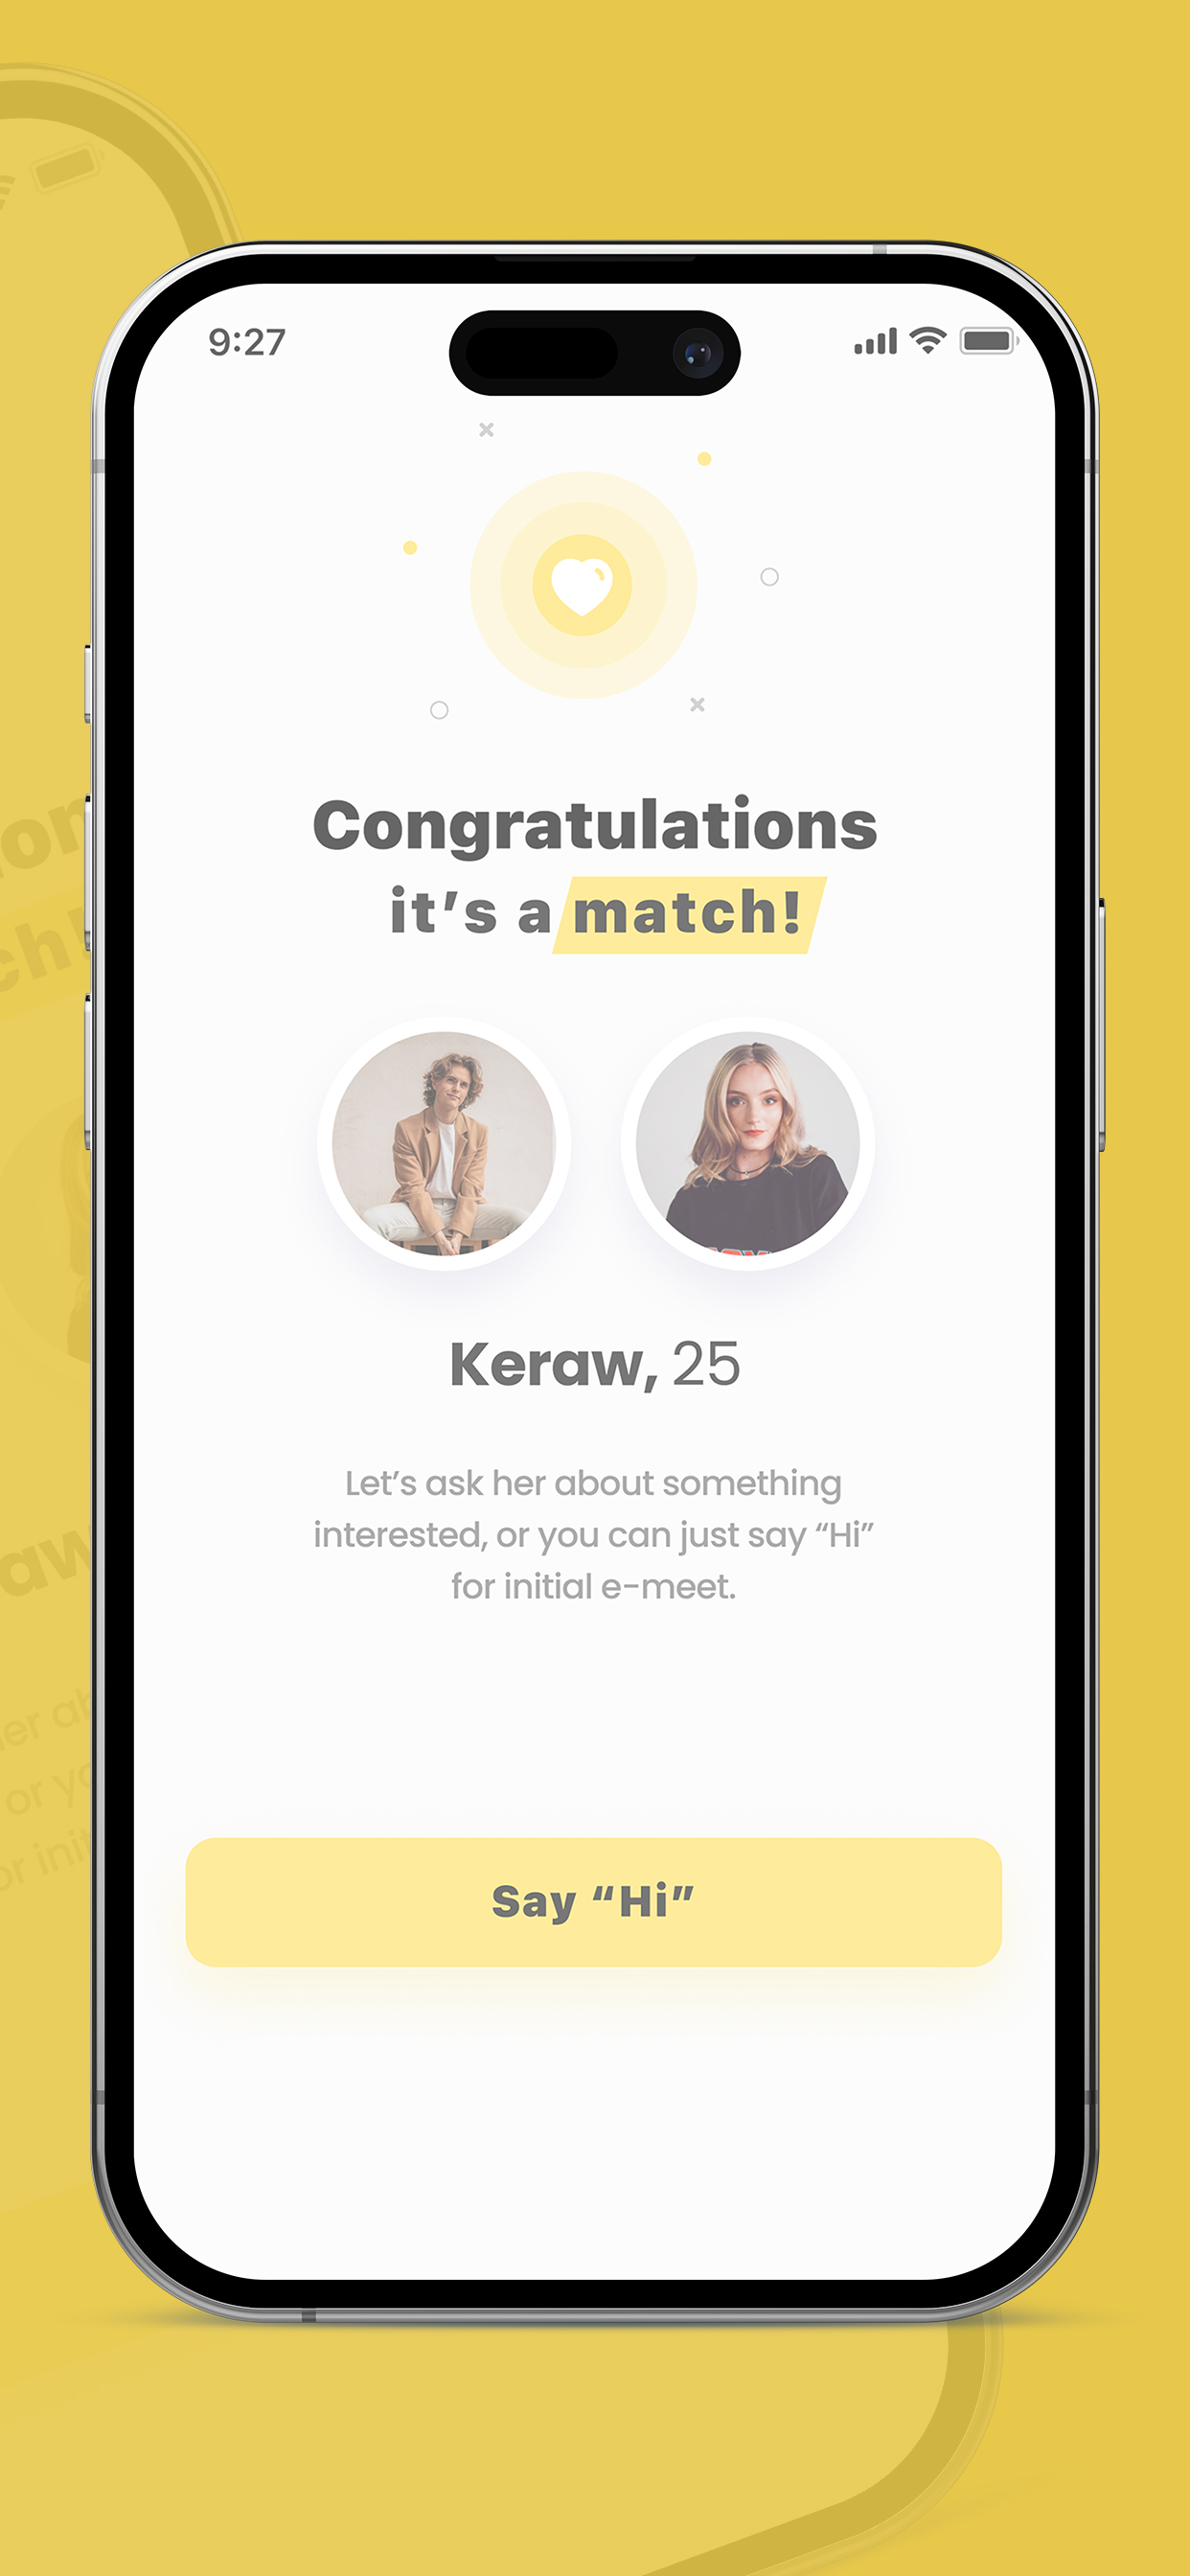 9:27
Congratulations
it’s a match!
Keraw, 25
Let’s ask her about something
interested, or you can just say “Hi”
for initial e-meet.
Say “Hi”